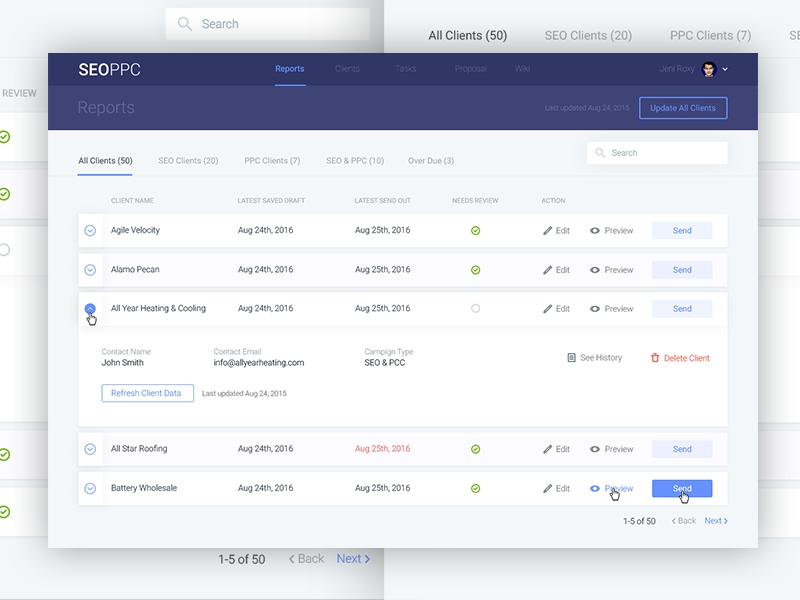 Search
All Clients (50) SEO Clients (20) PPC Clients (7) SE
REVIEW
SEOPPC Reports Clients Tasks Proposal Wiki Jeni Roxy
Reports Last updated Aug 24, 2015 Update All Clients
All Clients (50) SEO Clients (20) PPC Clients (7) SEO & PPC (10) Over Due (3) Search
CLIENT NAME LATEST SAVED DRAFT LATEST SEND OUT NEEDS REVIEW ACTION
Agile Velocity Aug 24th, 2016 Aug 25th, 2016 Edit Preview Send
Alamo Pecan Aug 24th, 2016 Aug 25th, 2016 Edit Preview Send
All Year Heating & Cooling Aug 24th, 2016 Aug 25th, 2016 Edit Preview Send
Contact Name Contact Email Campaign Type
John Smith info@allyearheating.com SEO & PCC See History Delete Client
Refresh Client Data Last updated Aug 24, 2015
All Star Roofing Aug 24th, 2016 Aug 25th, 2016 Edit Preview Send
Battery Wholesale Aug 24th, 2016 Aug 25th, 2016 Edit Preview Send
1-5 of 50 < Back Next >
1-5 of 50 < Back Next >